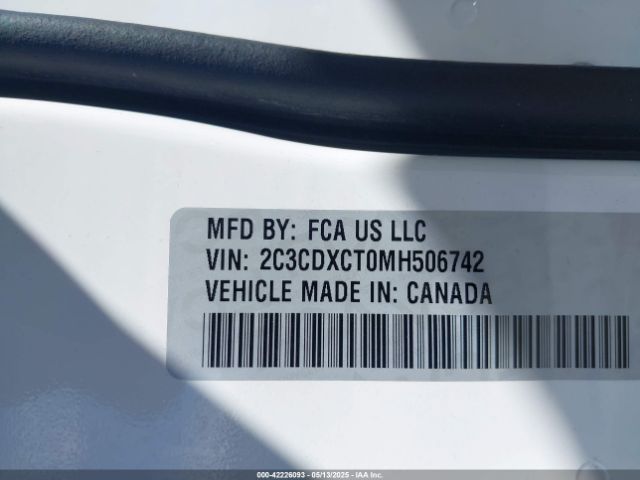 MFD BY: FCA US LLC
VIN: 2C3CDXCT0MH506742
VEHICLE MADE IN: CANADA
000-42226093 - 05/13/2025 - IAA Inc.